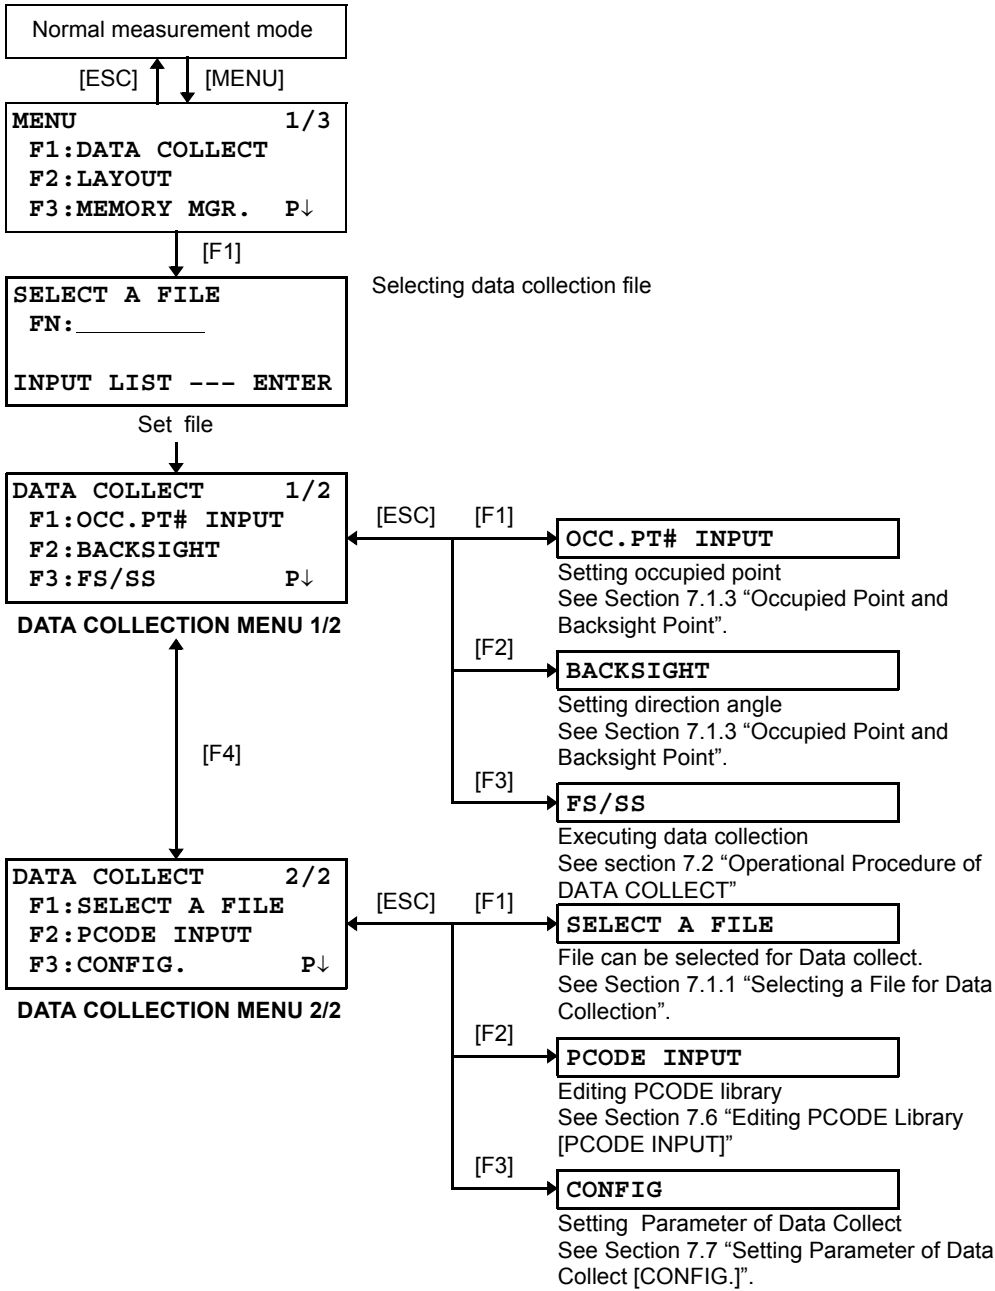 Normal measurement mode
[ESC] [MENU]
MENU 1/3
F1:DATA COLLECT
F2:LAYOUT
F3:MEMORY MGR. P↓
[F1]
SELECT A FILE
FN:__________
INPUT LIST --- ENTER
Selecting data collection file
Set file
DATA COLLECT 1/2
F1:OCC.PT# INPUT
F2:BACKSIGHT
F3:FS/SS P↓
DATA COLLECTION MENU 1/2
[ESC] [F1]
OCC.PT# INPUT
Setting occupied point
See Section 7.1.3 “Occupied Point and
Backsight Point”.
[F2]
BACKSIGHT
Setting direction angle
See Section 7.1.3 “Occupied Point and
Backsight Point”.
[F3]
FS/SS
Executing data collection
See section 7.2 “Operational Procedure of
DATA COLLECT”
[F4]
DATA COLLECT 2/2
F1:SELECT A FILE
F2:PCODE INPUT
F3:CONFIG. P↓
DATA COLLECTION MENU 2/2
[ESC] [F1]
SELECT A FILE
File can be selected for Data collect.
See Section 7.1.1 “Selecting a File for Data
Collection”.
[F2]
PCODE INPUT
Editing PCODE library
See Section 7.6 “Editing PCODE Library
[PCODE INPUT]”
[F3]
CONFIG
Setting Parameter of Data Collect
See Section 7.7 “Setting Parameter of Data
Collect [CONFIG.]”.